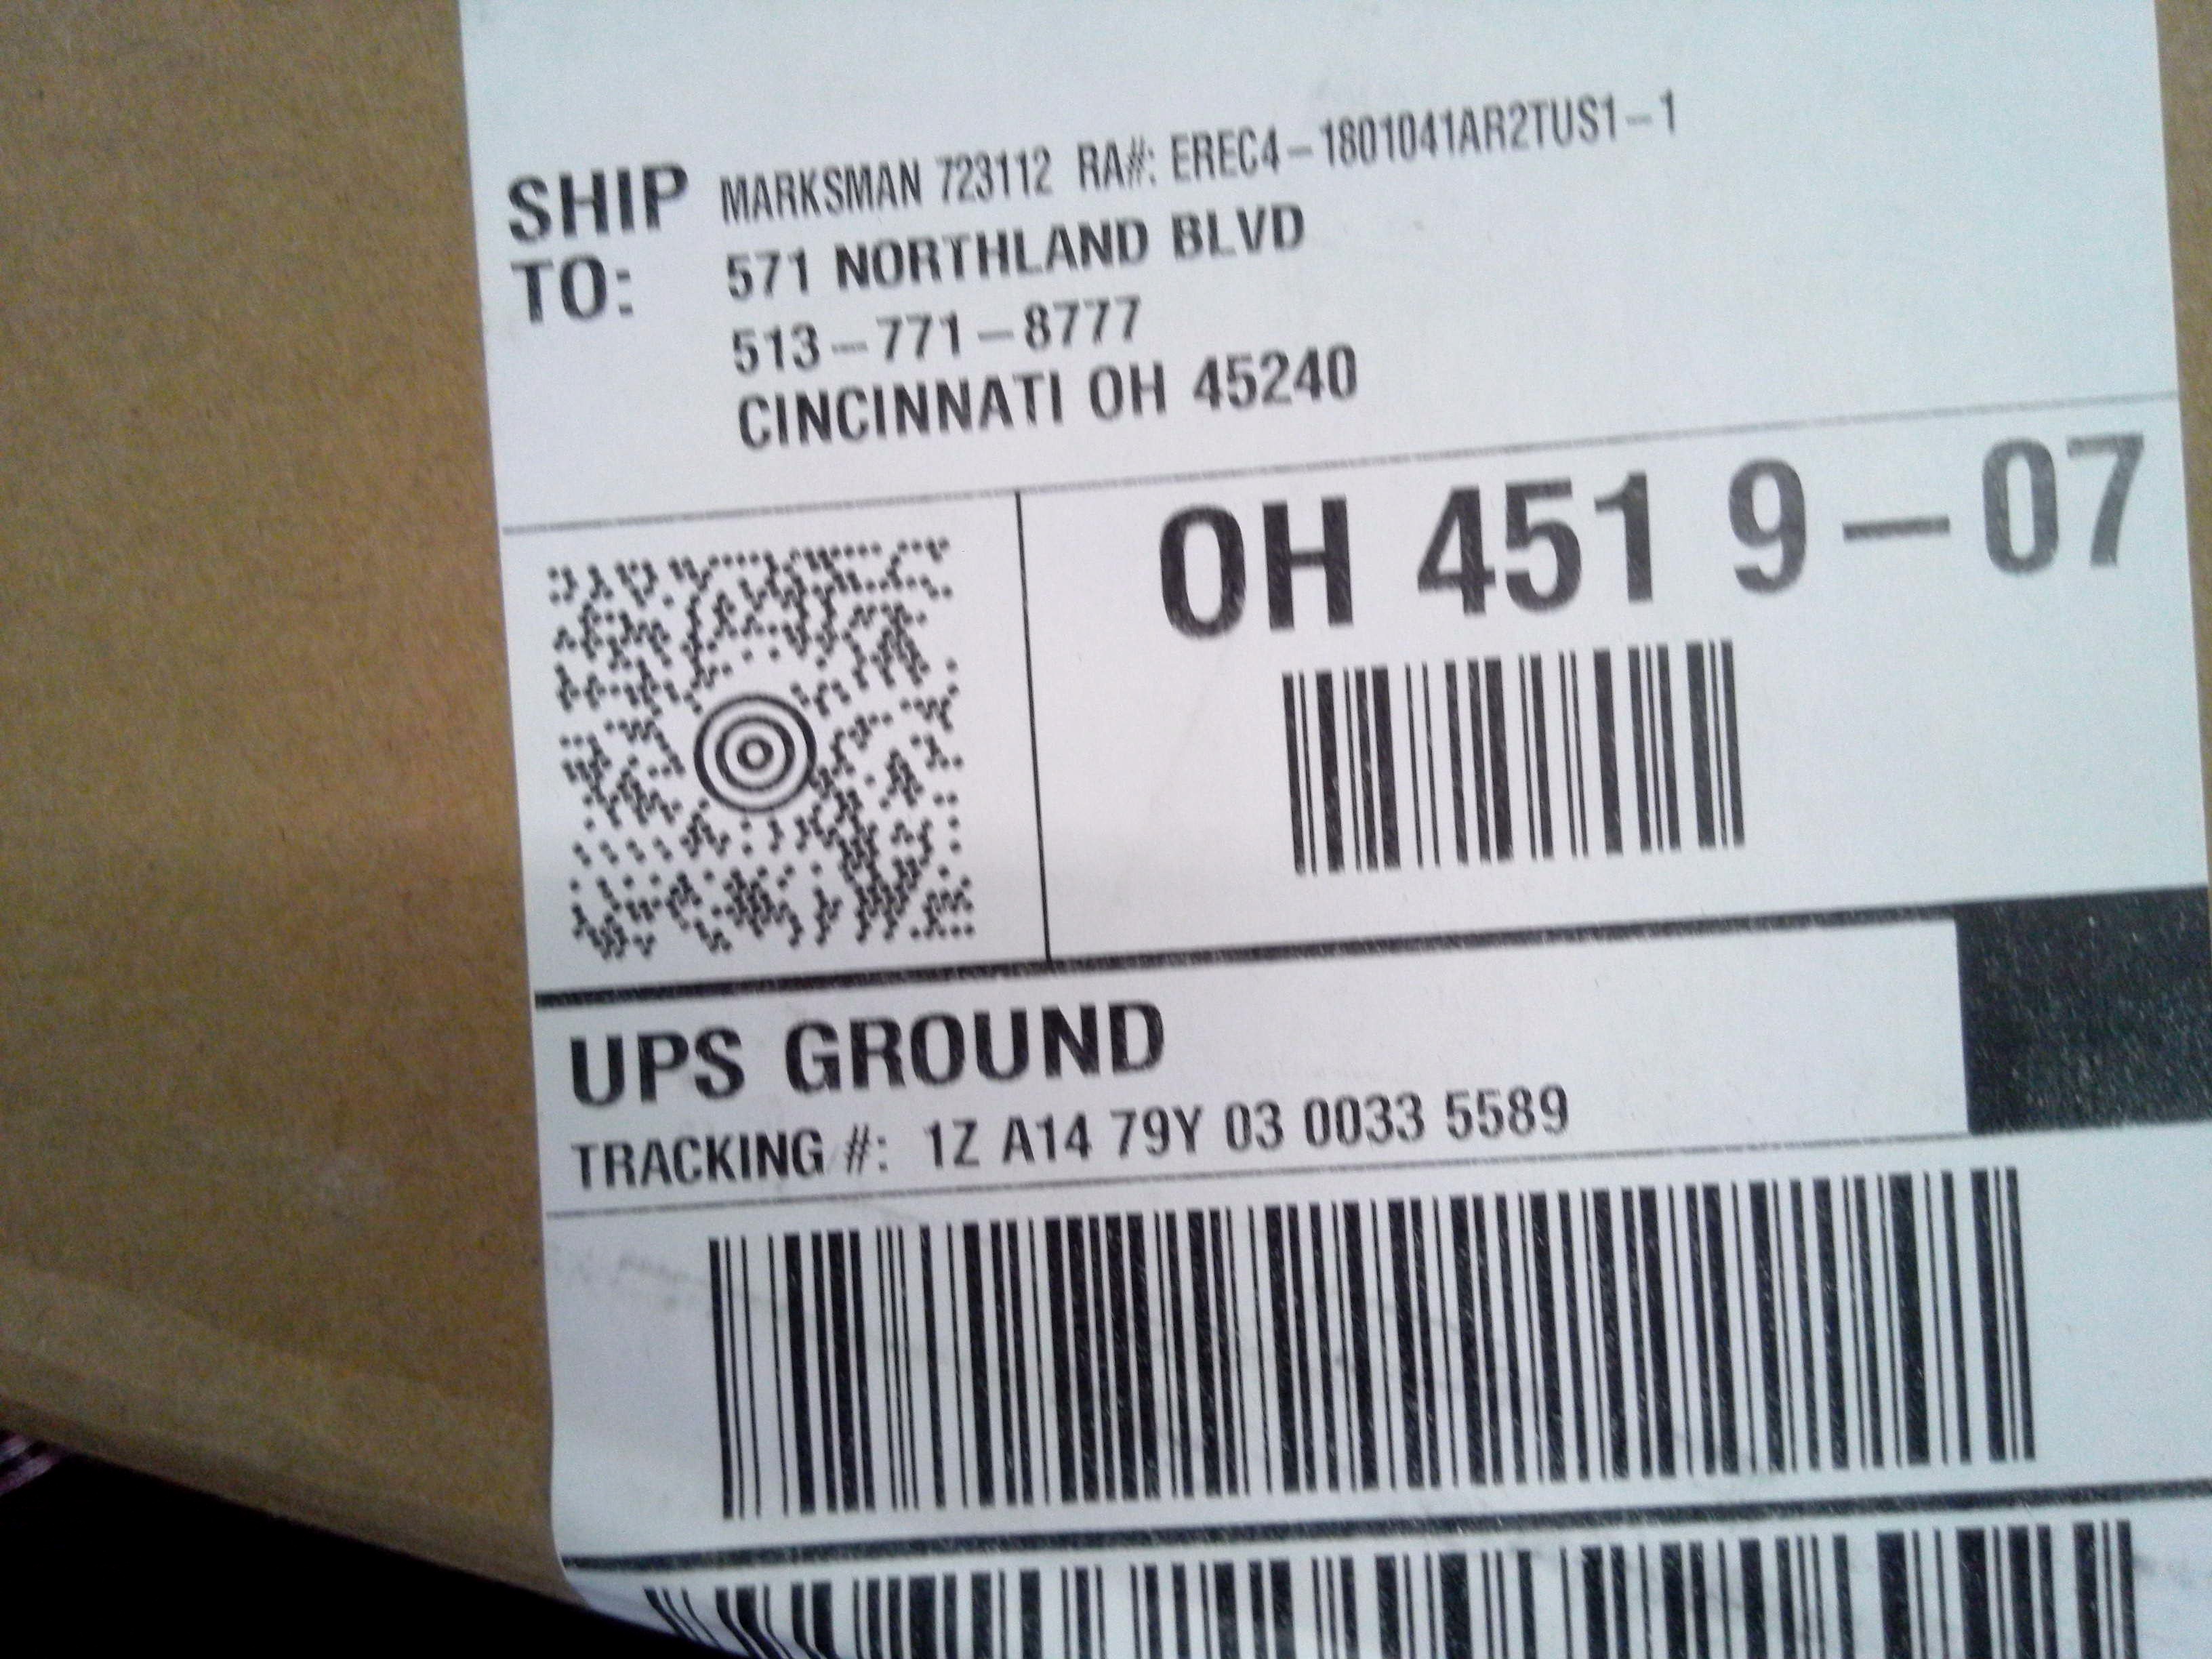 SHIP TO:
MARKSMAN 723112 RA#: EREC4-1801041AR2TUS1-1
571 NORTHLAND BLVD
513-771-8777
CINCINNATI OH 45240
OH 451 9-07
UPS GROUND
TRACKING #: 1Z A14 79Y 03 0033 5589